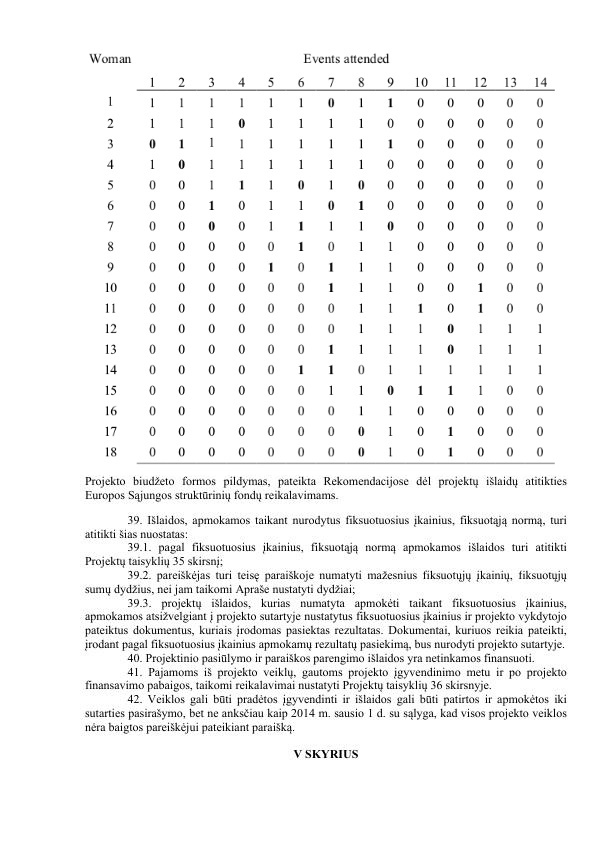 Woman Events attended
1 2 3 4 5 6 7 8 9 10 11 12 13 14
1 1 1 1 1 1 1 0 1 1 0 0 0 0 0
2 1 1 1 0 1 1 1 1 0 0 0 0 0 0
3 0 1 1 1 1 1 1 1 1 0 0 0 0 0
4 1 0 1 1 1 1 1 1 0 0 0 0 0 0
5 0 0 1 1 1 0 1 0 0 0 0 0 0 0
6 0 0 1 0 1 1 0 1 0 0 0 0 0 0
7 0 0 0 0 1 1 1 1 0 0 0 0 0 0
8 0 0 0 0 0 1 0 1 1 0 0 0 0 0
9 0 0 0 0 1 0 1 1 1 0 0 0 0 0
10 0 0 0 0 0 0 1 1 1 0 0 1 0 0
11 0 0 0 0 0 0 0 1 1 1 0 1 0 0
12 0 0 0 0 0 0 0 1 1 1 0 1 1 1
13 0 0 0 0 0 0 1 1 1 1 0 1 1 1
14 0 0 0 0 0 1 1 0 1 1 1 1 1 1
15 0 0 0 0 0 0 1 1 0 1 1 1 0 0
16 0 0 0 0 0 0 0 1 1 0 0 0 0 0
17 0 0 0 0 0 0 0 0 1 0 1 0 0 0
18 0 0 0 0 0 0 0 0 1 0 1 0 0 0
Projekto biudžeto formos pildymas, pateikta Rekomendacijose dėl projektų išlaidų atitikties
Europos Sąjungos struktūrinių fondų reikalavimams.
39. Išlaidos, apmokamos taikant nurodytus fiksuotuosius įkainius, fiksuotąją normą, turi
atitikti šias nuostatas:
39.1. pagal fiksuotuosius įkainius, fiksuotąją normą apmokamos išlaidos turi atitikti
Projektų taisyklių 35 skirsnį;
39.2. pareiškėjas turi teisę paraiškoje numatyti mažesnius fiksuotųjų įkainių, fiksuotųjų
sumų dydžius, nei jam taikomi Apraše nustatyti dydžiai;
39.3. projektų išlaidos, kurias numatyta apmokėti taikant fiksuotuosius įkainius,
apmokamos atsižvelgiant į projekto sutartyje nustatytus fiksuotuosius įkainius ir projekto vykdytojo
pateiktus dokumentus, kuriais įrodomas pasiektas rezultatas. Dokumentai, kuriuos reikia pateikti,
įrodant pagal fiksuotuosius įkainius apmokamų rezultatų pasiekimą, bus nurodyti projekto sutartyje.
40. Projektinio pasiūlymo ir paraiškos parengimo išlaidos yra netinkamos finansuoti.
41. Pajamoms iš projekto veiklų, gautoms projekto įgyvendinimo metu ir po projekto
finansavimo pabaigos, taikomi reikalavimai nustatyti Projektų taisyklių 36 skirsnyje.
42. Veiklos gali būti pradėtos įgyvendinti ir išlaidos gali būti patirtos ir apmokėtos iki
sutarties pasirašymo, bet ne anksčiau kaip 2014 m. sausio 1 d. su sąlyga, kad visos projekto veiklos
nėra baigtos pareiškėjui pateikiant paraišką.
V SKYRIUS